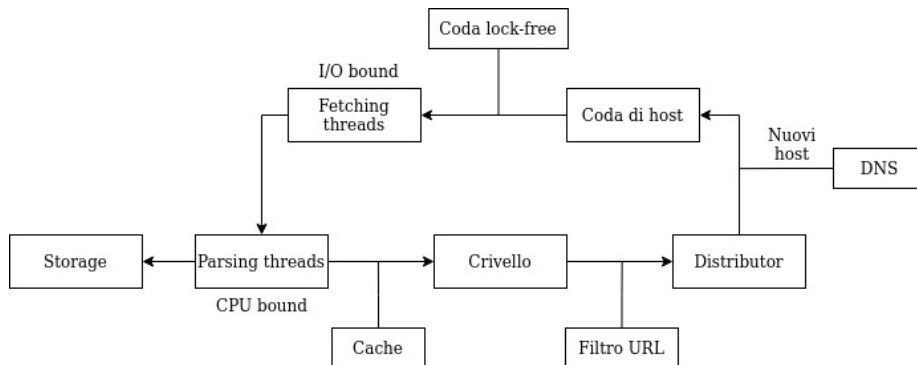 Coda lock-free
I/O bound
Fetching
threads
Coda di host
Nuovi
host
DNS
Storage
Parsing threads
Crivello
Distributor
CPU bound
Cache
Filtro URL